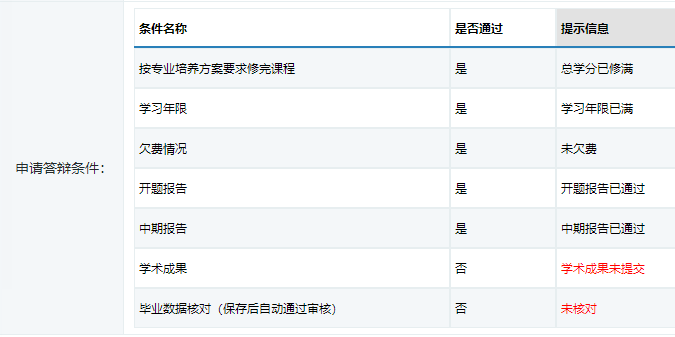 条件名称 是否通过 提示信息
按专业培养方案要求修完课程 是 总学分已修满
学习年限 是 学习年限已满
欠费情况 是 未欠费
申请答辩条件：
开题报告 是 开题报告已通过
中期报告 是 中期报告已通过
学术成果 否 学术成果未提交
毕业数据核对（保存后自动通过审核） 否 未核对